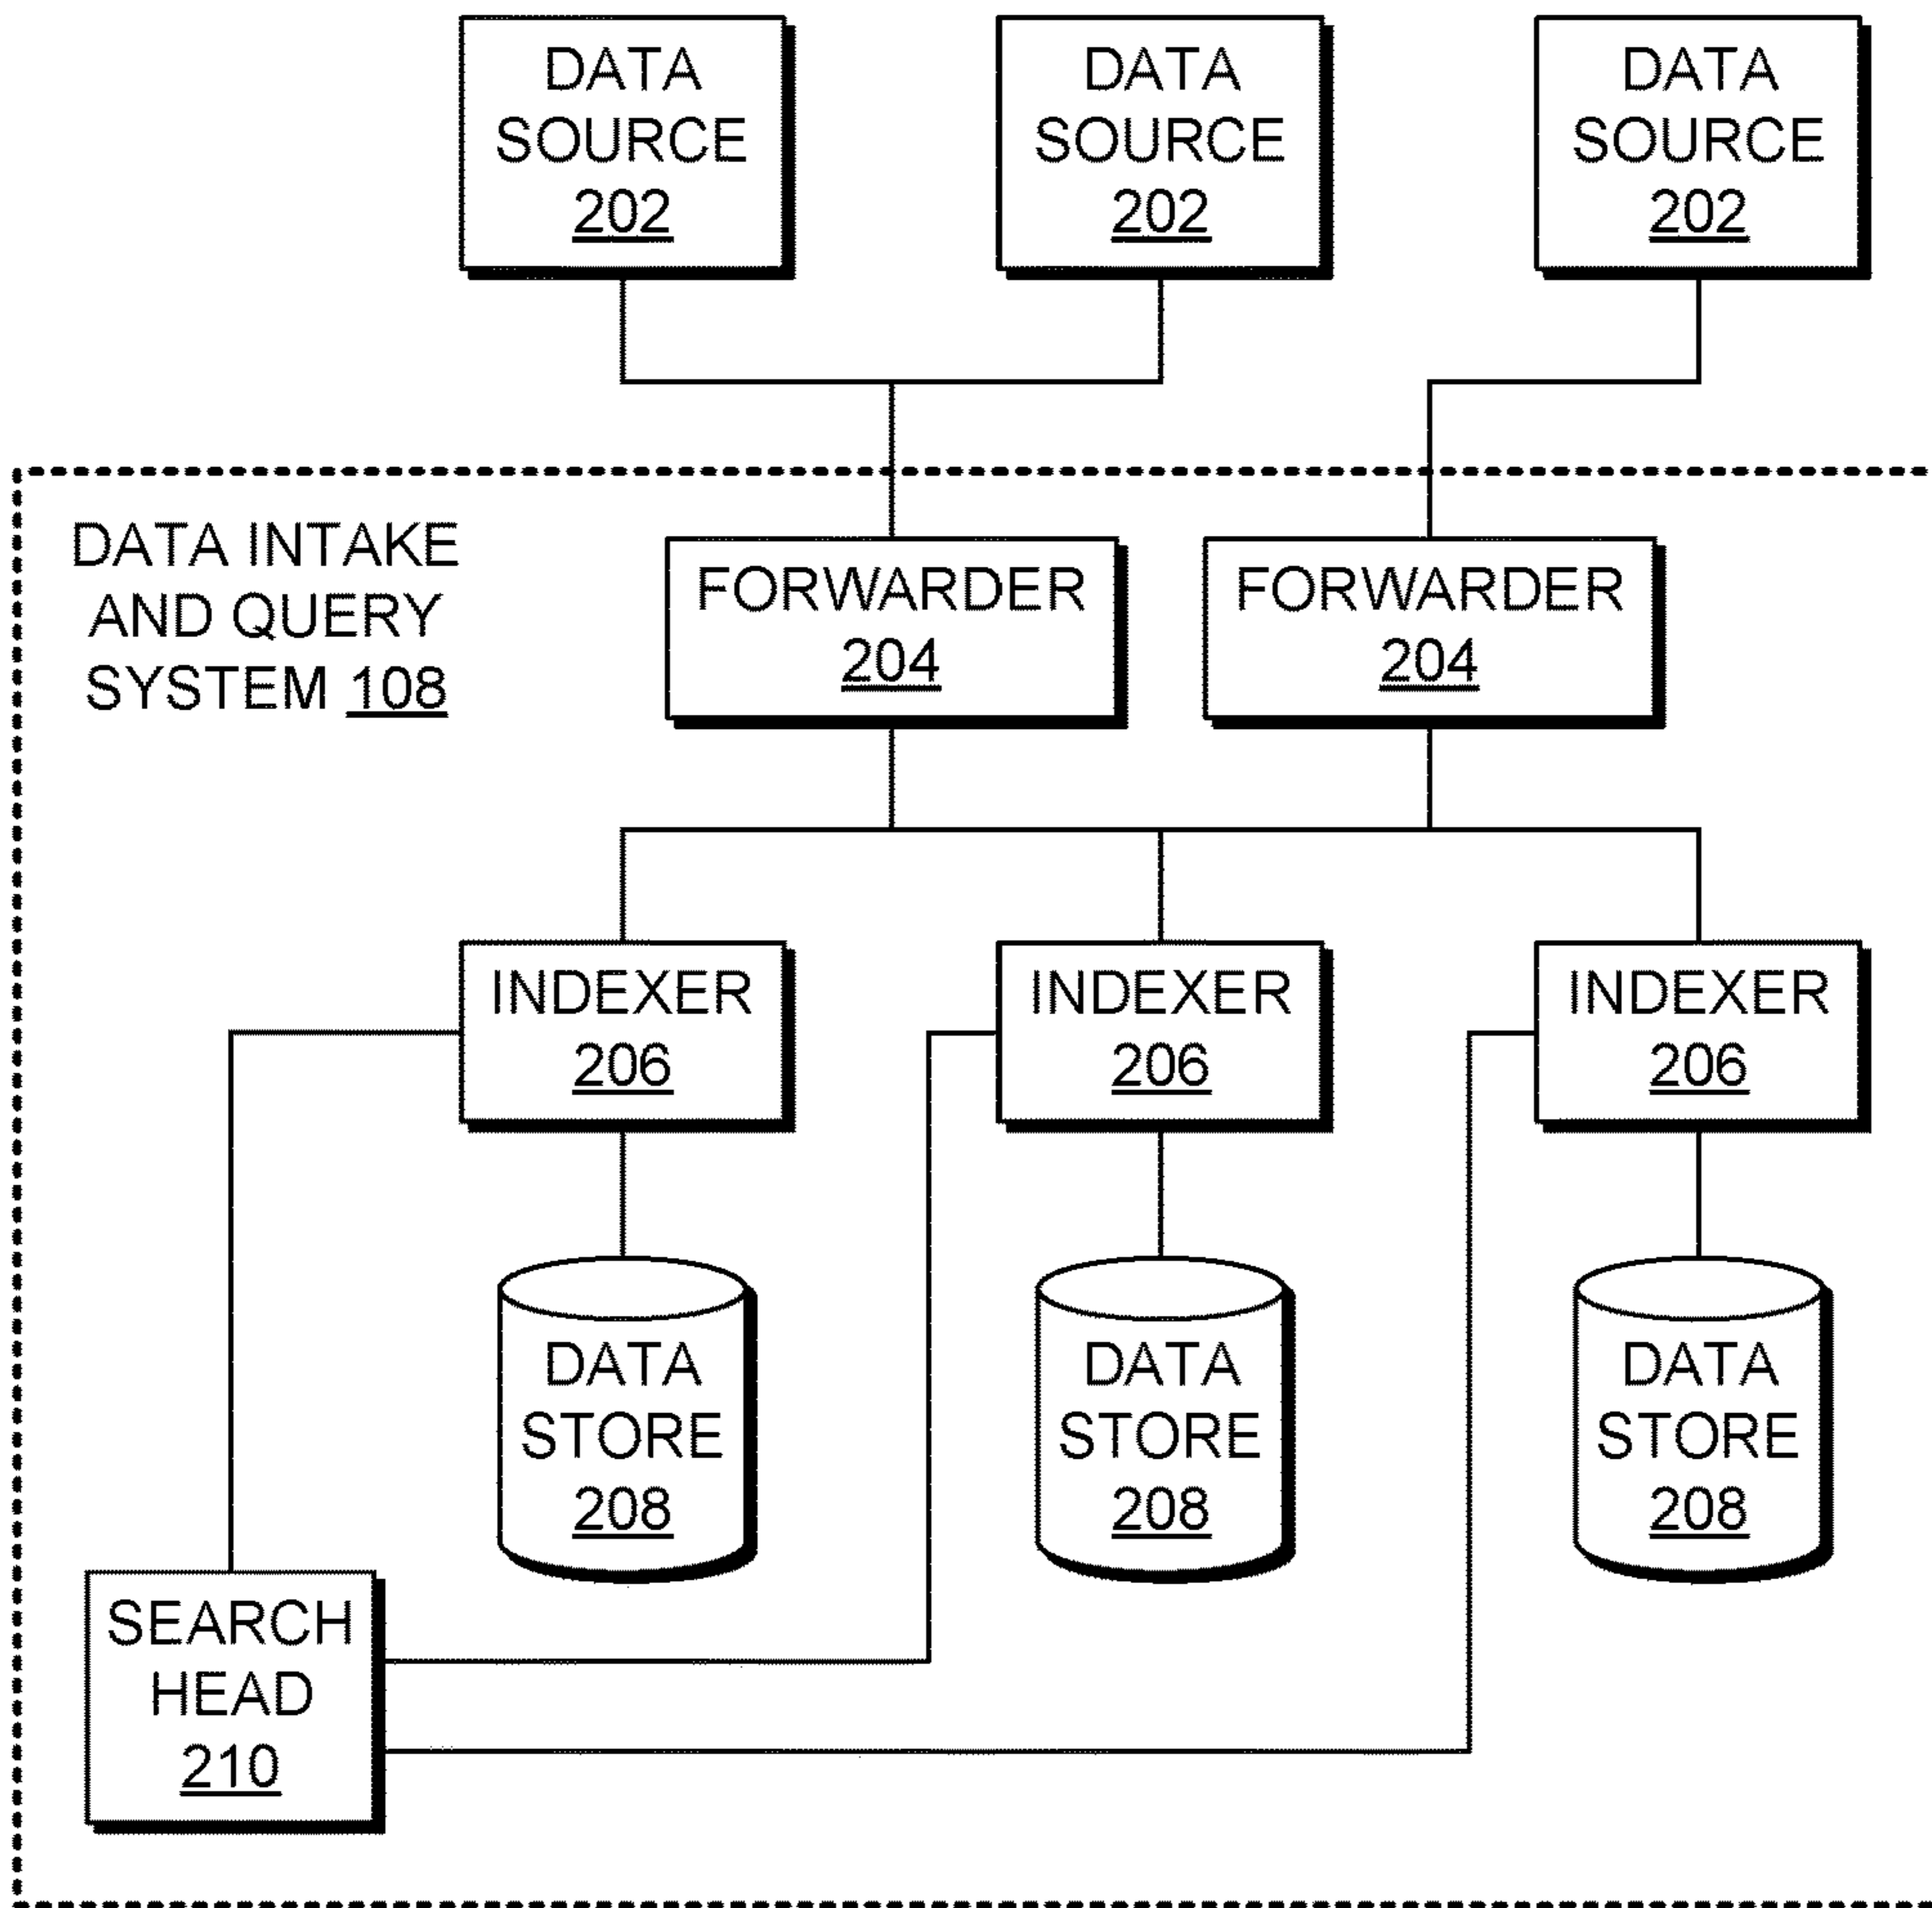 DATA
SOURCE
202
DATA
SOURCE
202
DATA
SOURCE
202
DATA INTAKE
AND QUERY
SYSTEM 108
FORWARDER
204
FORWARDER
204
INDEXER
206
INDEXER
206
INDEXER
206
DATA
STORE
208
DATA
STORE
208
DATA
STORE
208
SEARCH
HEAD
210